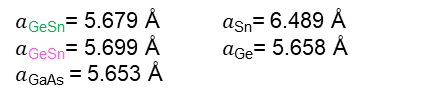 aGeSn= 5.679 Å aSn= 6.489 Å
aGeSn= 5.699 Å aGe= 5.658 Å
aGaAs = 5.653 Å